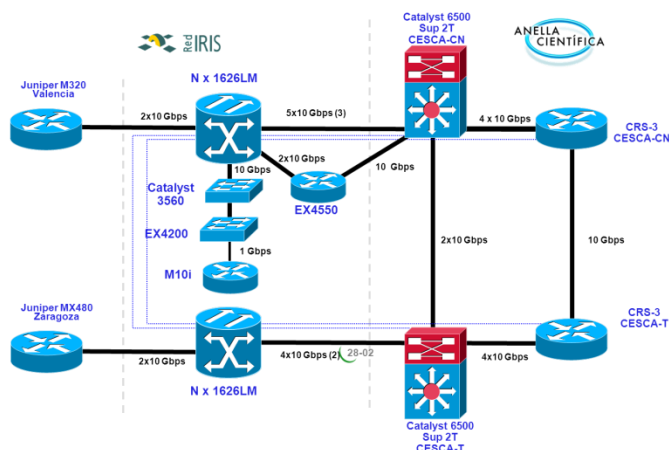 Catalyst 6500
Sup 2T
CESCA-CN
Red IRIS
ANELLA
CIENTÍFICA
N x 1626LM
Juniper M320
Valencia
2x10 Gbps
5x10 Gbps (3)
4 x 10 Gbps
CRS-3
CESCA-CN
2x10 Gbps
10 Gbps
10 Gbps
Catalyst
3560
EX4550
EX4200
2x10 Gbps
10 Gbps
1 Gbps
M10i
Juniper MX480
Zaragoza
CRS-3
CESCA-T
2x10 Gbps
4x10 Gbps (2)
28-02
4x10 Gbps
N x 1626LM
Catalyst 6500
Sup 2T
CESCA-T